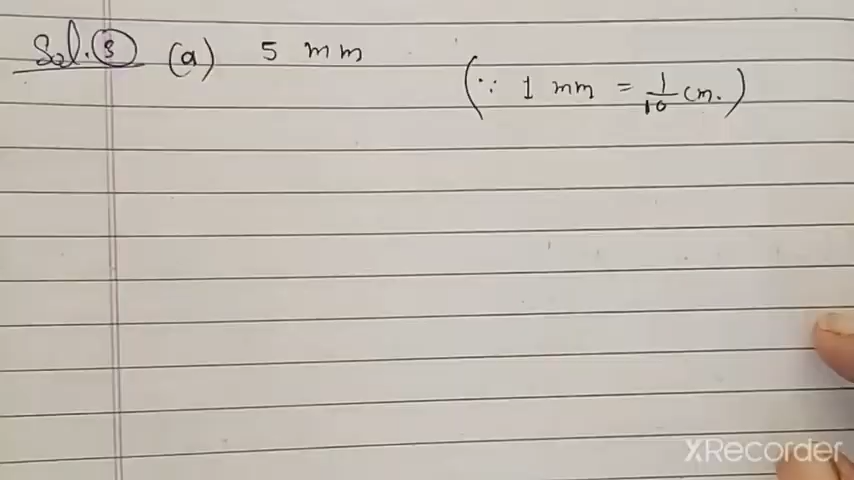 Sol. (3) (a) 5 mm
(∵ 1 mm = 1/10 cm.)
XRecorder